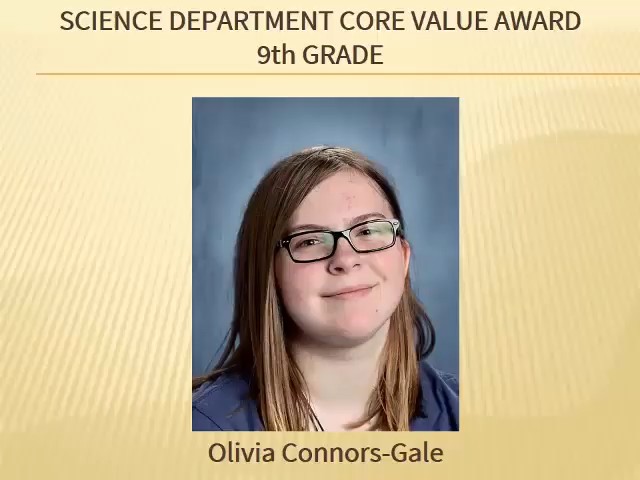 SCIENCE DEPARTMENT CORE VALUE AWARD
9th GRADE
Olivia Connors-Gale